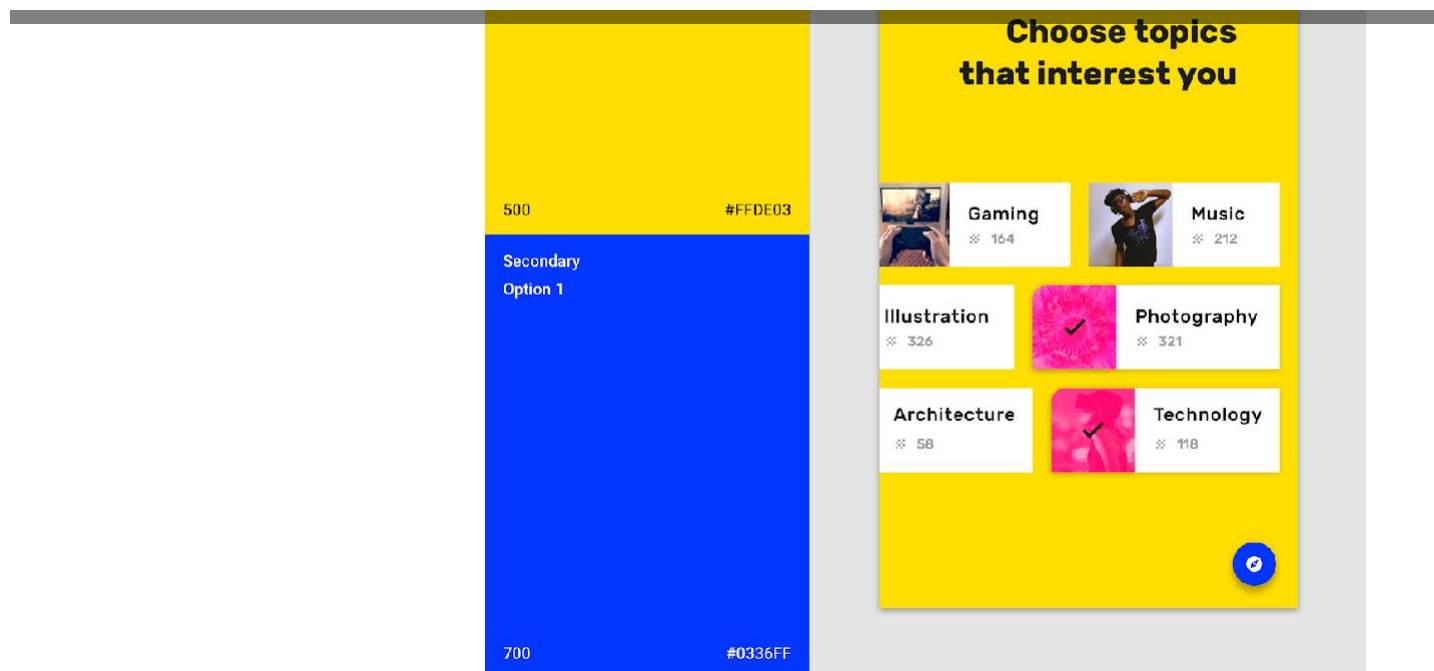 500 #FFDE03
Secondary
Option 1
700 #0336FF
Choose topics
that interest you
Gaming
164
Music
212
Illustration
326
Photography
321
Architecture
58
Technology
118